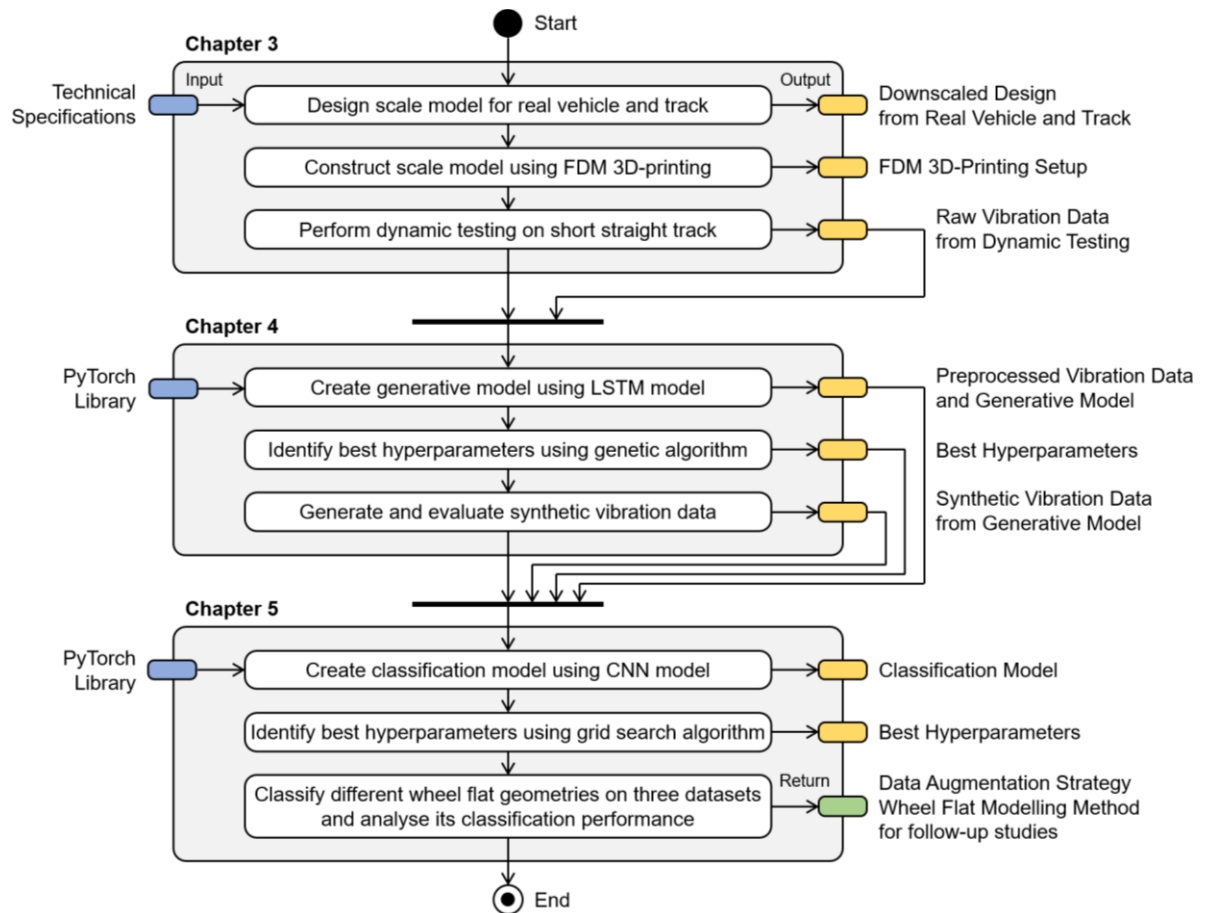 Start
Chapter 3
Input
Output
Technical
Specifications
Design scale model for real vehicle and track
Downscaled Design
from Real Vehicle and Track
Construct scale model using FDM 3D-printing
FDM 3D-Printing Setup
Perform dynamic testing on short straight track
Raw Vibration Data
from Dynamic Testing
Chapter 4
PyTorch
Library
Create generative model using LSTM model
Preprocessed Vibration Data
and Generative Model
Identify best hyperparameters using genetic algorithm
Best Hyperparameters
Generate and evaluate synthetic vibration data
Synthetic Vibration Data
from Generative Model
Chapter 5
PyTorch
Library
Create classification model using CNN model
Classification Model
Identify best hyperparameters using grid search algorithm
Best Hyperparameters
Classify different wheel flat geometries on three datasets
and analyse its classification performance
Return
Data Augmentation Strategy
Wheel Flat Modelling Method
for follow-up studies
End